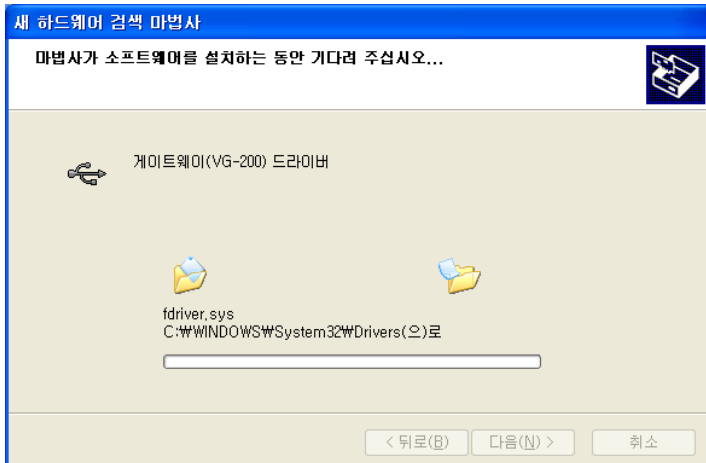 새 하드웨어 검색 마법사
마법사가 소프트웨어를 설치하는 동안 기다려 주십시오...
게이트웨이(VG-200) 드라이버
fdriver.sys
C:₩WINDOWS₩System32₩Drivers(으)로
< 뒤로(B)
다음(N) >
취소